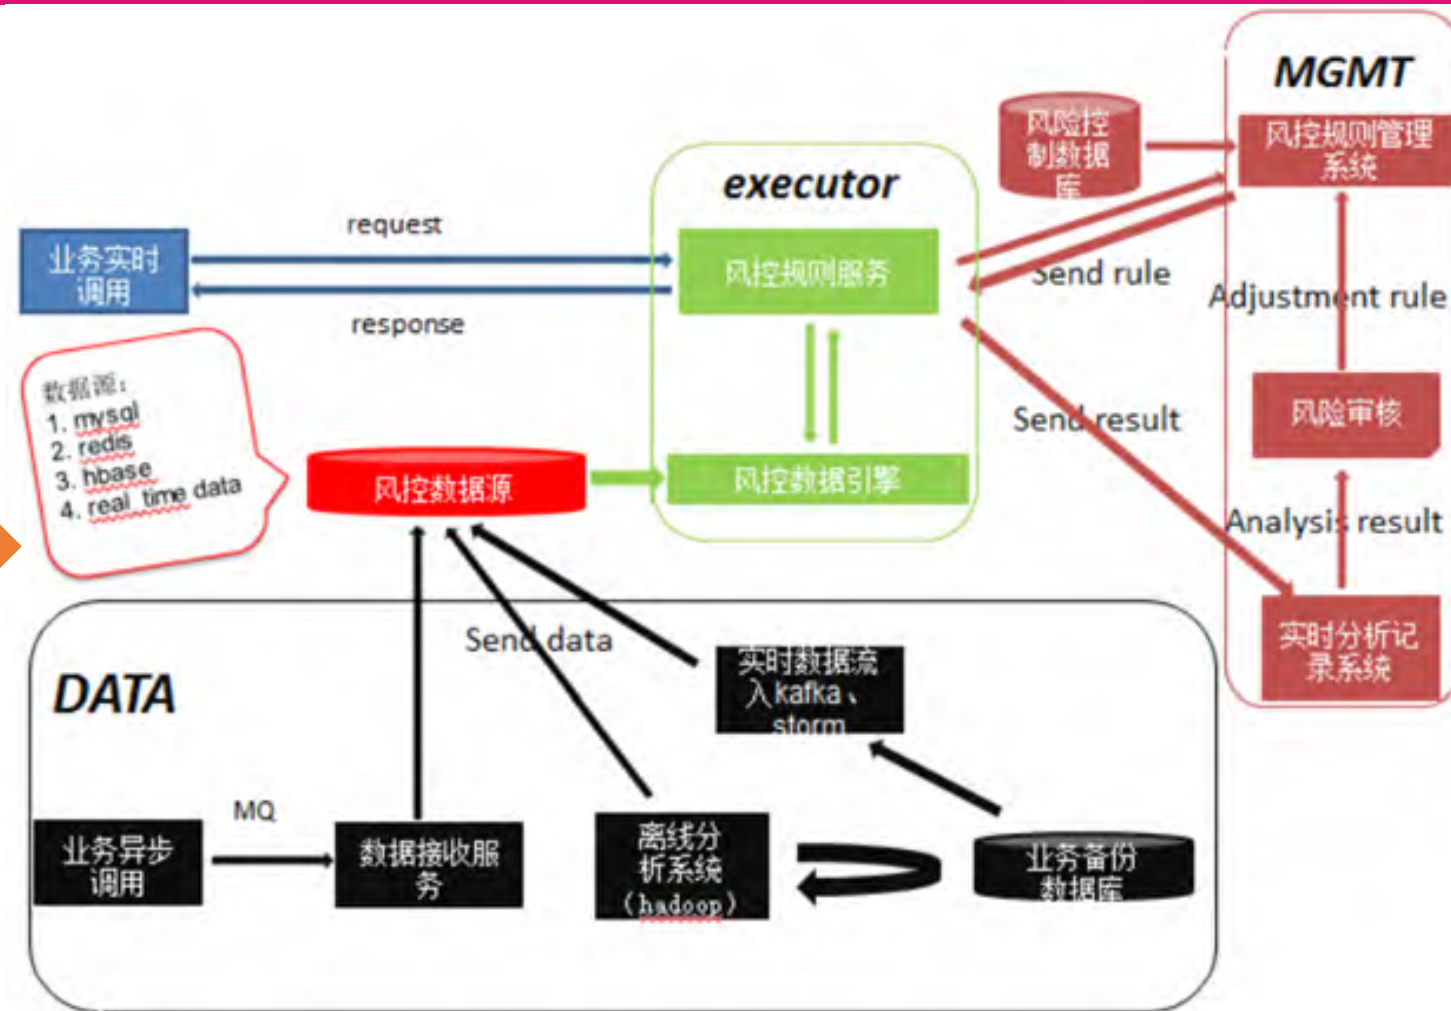 MGMT
风险控
制数据
库
风控规则管理
系统
executor
request
业务实时
调用
风控规则服务
response
Send rule
Adjustment rule
数据源：
1. mysql
2. redis
3. hbase
4. real time data
Send result
风险审核
风控数据源
风控数据引擎
Analysis result
实时分析记
录系统
Send data
DATA
实时数据流
入kafka、
storm
MQ
业务异步
调用
数据接收服
务
离线分
析系统
（hadoop）
业务备份
数据库